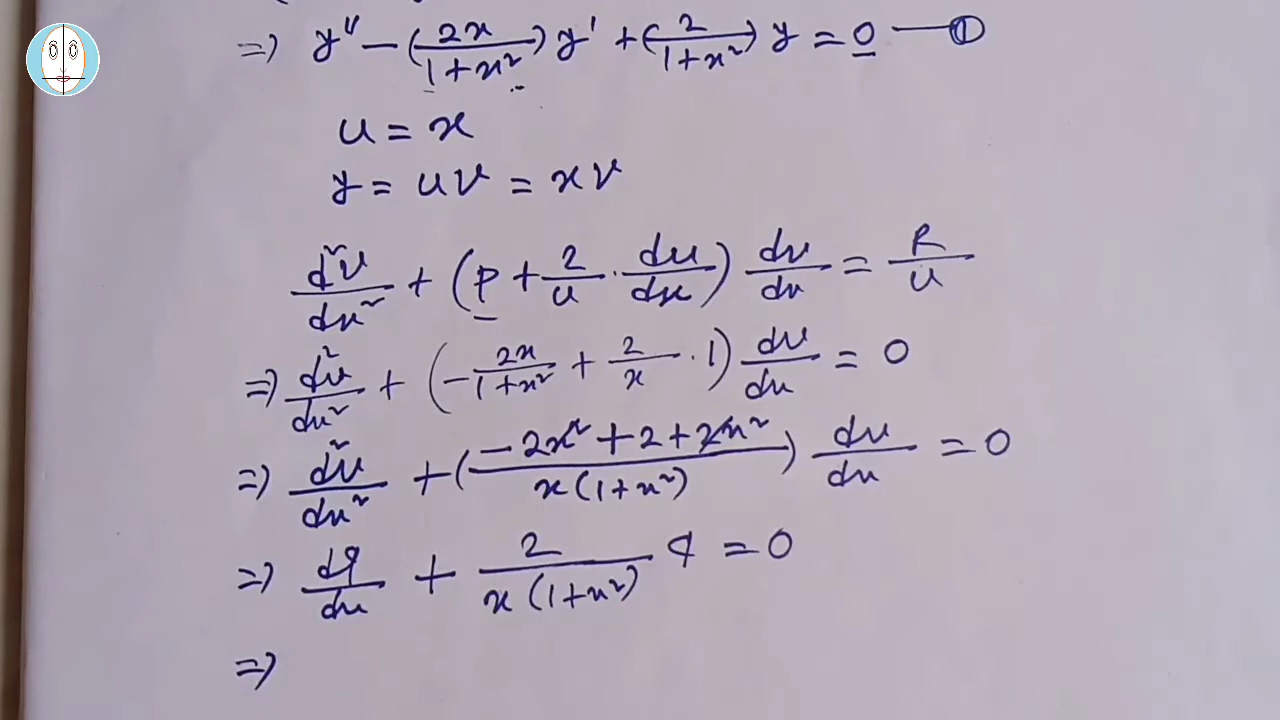 ⇒ y" - (2x/1+x²) y' + (2/1+x²) y = 0 — ①
u = x
y = uv = xv
d²v/dx² + (p + 2/u · du/dx) dv/dx = R/u
⇒ d²v/dx² + (- 2x/1+x² + 2/x · 1) dv/dx = 0
⇒ d²v/dx² + (-2x² + 2 + 2x²/x(1+x²)) dv/dx = 0
⇒ dq/dx + 2/x(1+x²) q = 0
⇒